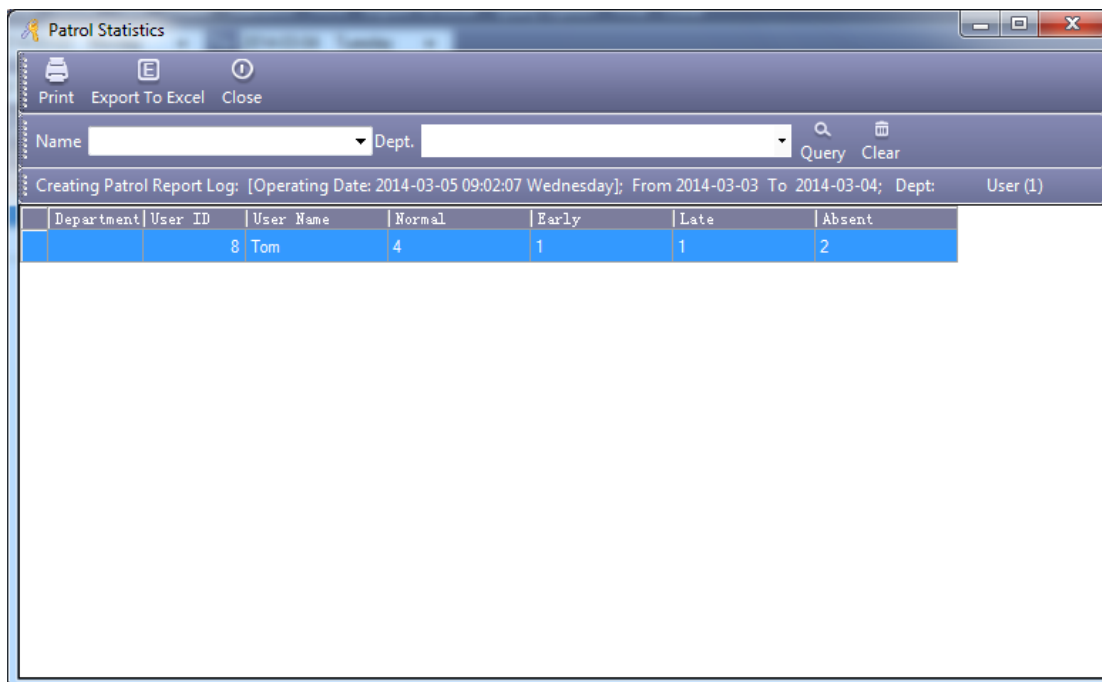 Patrol Statistics
Print Export To Excel Close
Name Dept. Query Clear
Creating Patrol Report Log: [Operating Date: 2014-03-05 09:02:07 Wednesday]; From 2014-03-03 To 2014-03-04; Dept: User (1)
Department User ID User Name Normal Early Late Absent
8 Tom 4 1 1 2